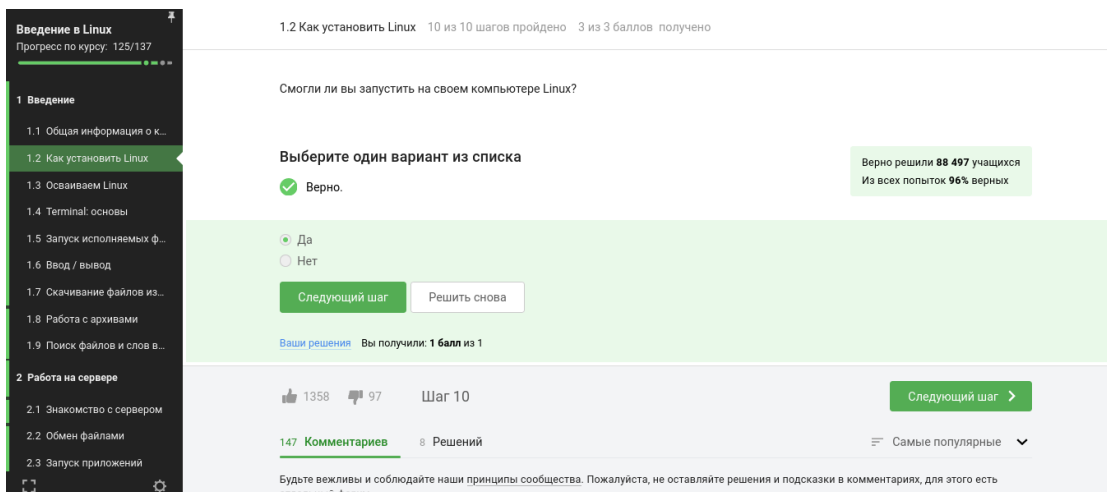 Введение в Linux
Прогресс по курсу: 125/137
1 Введение
1.1 Общая информация о к...
1.2 Как установить Linux
1.3 Осваиваем Linux
1.4 Terminal: основы
1.5 Запуск исполняемых ф...
1.6 Ввод / вывод
1.7 Скачивание файлов из...
1.8 Работа с архивами
1.9 Поиск файлов и слов в...
2 Работа на сервере
2.1 Знакомство с сервером
2.2 Обмен файлами
2.3 Запуск приложений
1.2 Как установить Linux 10 из 10 шагов пройдено 3 из 3 баллов получено
Смогли ли вы запустить на своем компьютере Linux?
Выберите один вариант из списка
Верно.
Верно решили 88 497 учащихся
Из всех попыток 96% верных
Да
Нет
Следующий шаг
Решить снова
Ваши решения Вы получили: 1 балл из 1
1358 97 Шаг 10
Следующий шаг
147 Комментариев 8 Решений
Самые популярные
Будьте вежливы и соблюдайте наши принципы сообщества. Пожалуйста, не оставляйте решения и подсказки в комментариях, для этого есть